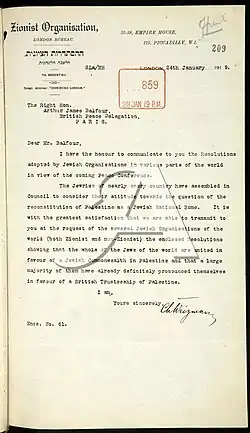 Zionist Organisation,
LONDON BUREAU.
35-38, EMPIRE HOUSE,
175, PICCADILLY, W.1.
209
LONDON, 24th January 1919.
859
28 JAN 19 P.M.
The Right Hon.
Arthur James Balfour,
British Peace Delegation,
PARIS.
Dear Mr. Balfour,
I have the honour to communicate to you the Resolutions
adopted by Jewish Organisations in various parts of the world
in view of the coming Peace Conference.
The Jewries of nearly every country have assembled in
Council to consider their attitude towards the question of the
reconstitution of Palestine as a Jewish National Home. It is
with the greatest satisfaction that we are able to transmit to
you at the request of the several Jewish Organisations of the
world (both Zionist and non-Zionist) the enclosed Resolutions
showing that the whole of the Jews of the world are united in
favour of a Jewish Commonwealth in Palestine and that a large
majority of them have already definitely pronounced themselves
in favour of a British Trusteeship of Palestine.
I am,
Yours sincerely,
Ch. Weizmann
Encs. No. 61.